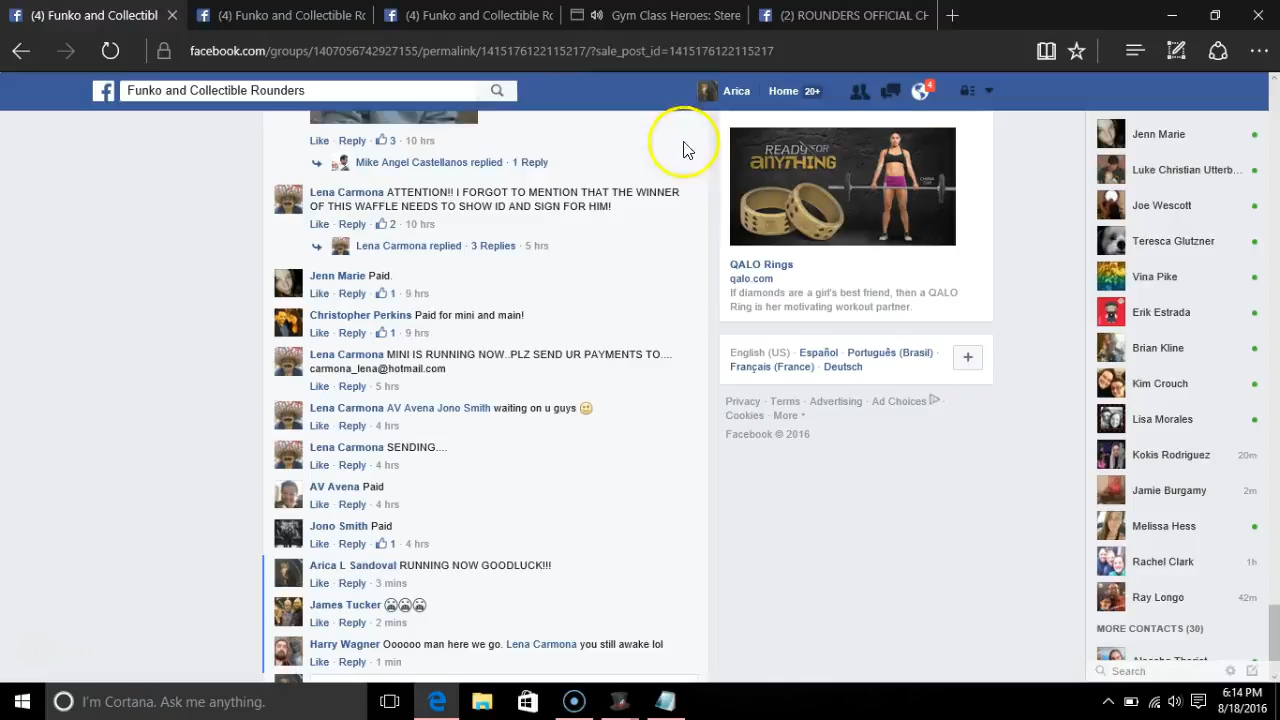 (2) Funko and Collectible
(4) Funko and Collectible Ro
(4) Funko and Collectible Ro
Gym Class Heroes: Stere
(2) ROUNDERS OFFICIAL CH
facebook.com/groups/1407056742927155/permalink/1415176122115217/?sale_post_id=1415176122115217
Funko and Collectible Rounders
Arica
Home 20+
4
Like · Reply · 3 · 10 hrs
Mike Angel Castellanos replied · 1 Reply
Lena Carmona ATTENTION!! I FORGOT TO MENTION THAT THE WINNER
OF THIS WAFFLE NEEDS TO SHOW ID AND SIGN FOR HIM!
Like · Reply · 2 · 10 hrs
Lena Carmona replied · 3 Replies · 5 hrs
Jenn Marie Paid.
Like · Reply · 1 · 9 hrs
Christopher Perkins Paid for mini and main!
Like · Reply · 1 · 9 hrs
Lena Carmona MINI IS RUNNING NOW..PLZ SEND UR PAYMENTS TO....
carmona_lena@hotmail.com
Like · Reply · 5 hrs
Lena Carmona AV Avena Jono Smith waiting on u guys
Like · Reply · 4 hrs
Lena Carmona SENDING....
Like · Reply · 4 hrs
AV Avena Paid
Like · Reply · 4 hrs
Jono Smith Paid
Like · Reply · 1 · 4 hrs
Arica L Sandoval RUNNING NOW GOODLUCK!!!
Like · Reply · 3 mins
James Tucker
Like · Reply · 2 mins
Harry Wagner Oooooo man here we go. Lena Carmona you still awake lol
Like · Reply · 1 min
READY FOR
ANYTHING
QALO Rings
qalo.com
If diamonds are a girl's best friend, then a QALO
Ring is her motivating workout partner.
English (US) · Español · Português (Brasil) ·
Français (France) · Deutsch
+
Privacy · Terms · Advertising · Ad Choices ·
Cookies · More
Facebook © 2016
Jenn Marie
Luke Christian Utterb...
Joe Wescott
Teresca Glutzner
Vina Pike
Erik Estrada
Brian Kline
Kim Crouch
Lisa Morales
Kokis Rodriguez 20m
Jamie Burgamy 2m
Melissa Hess
Rachel Clark 1h
Ray Longo 42m
MORE CONTACTS (30)
Search
I'm Cortana. Ask me anything.
6:14 PM
8/18/2016